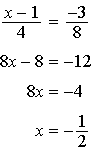 (x − 1)/4 = −3/8
8x − 8 = −12
8x = −4
x = −1/2